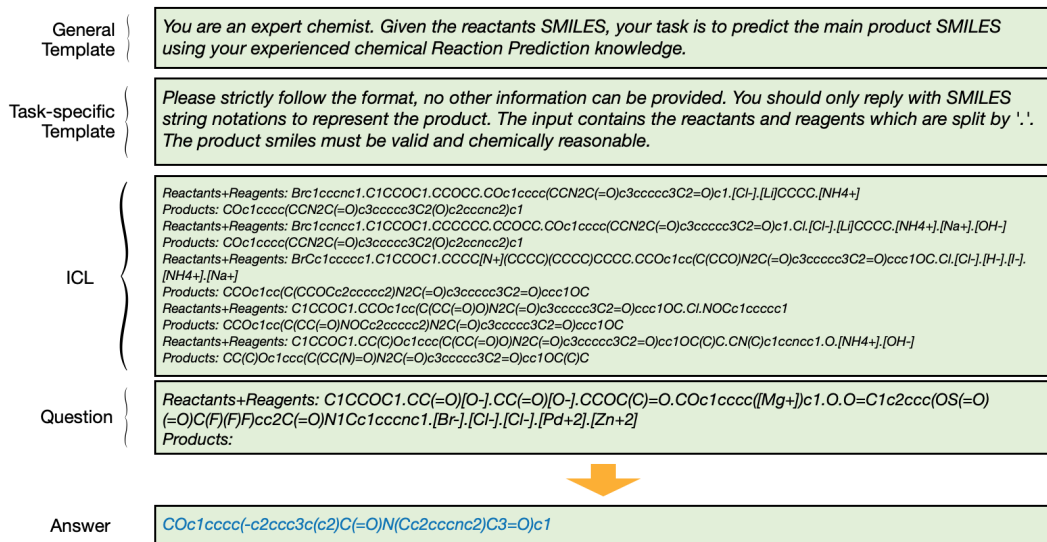 General
Template
You are an expert chemist. Given the reactants SMILES, your task is to predict the main product SMILES
using your experienced chemical Reaction Prediction knowledge.
Task-specific
Template
Please strictly follow the format, no other information can be provided. You should only reply with SMILES
string notations to represent the product. The input contains the reactants and reagents which are split by '.'.
The product smiles must be valid and chemically reasonable.
ICL
Reactants+Reagents: Brc1cccnc1.C1CCOC1.CCOCC.COc1cccc(CCN2C(=O)c3ccccc3C2=O)c1.[Cl-].[Li]CCCC.[NH4+]
Products: COc1cccc(CCN2C(=O)c3ccccc3C2(O)c2cccnc2)c1
Reactants+Reagents: Brc1ccncc1.C1CCOC1.CCCCCC.CCOCC.COc1cccc(CCN2C(=O)c3ccccc3C2=O)c1.Cl.[Cl-].[Li]CCCC.[NH4+].[Na+].[OH-]
Products: COc1cccc(CCN2C(=O)c3ccccc3C2(O)c2ccncc2)c1
Reactants+Reagents: BrCc1ccccc1.C1CCOC1.CCCC[N+](CCCC)(CCCC)CCCC.CCOc1cc(C(CCO)N2C(=O)c3ccccc3C2=O)ccc1OC.Cl.[Cl-].[H-].[I-].
[NH4+].[Na+]
Products: CCOc1cc(C(CCOCc2ccccc2)N2C(=O)c3ccccc3C2=O)ccc1OC
Reactants+Reagents: C1CCOC1.CCOc1cc(C(CC(=O)O)N2C(=O)c3ccccc3C2=O)ccc1OC.Cl.NOCc1ccccc1
Products: CCOc1cc(C(CC(=O)NOCc2ccccc2)N2C(=O)c3ccccc3C2=O)ccc1OC
Reactants+Reagents: C1CCOC1.CC(C)Oc1ccc(C(CC(=O)O)N2C(=O)c3ccccc3C2=O)cc1OC(C)C.CN(C)c1ccncc1.O.[NH4+].[OH-]
Products: CC(C)Oc1ccc(C(CC(N)=O)N2C(=O)c3ccccc3C2=O)cc1OC(C)C
Question
Reactants+Reagents: C1CCOC1.CC(=O)[O-].CC(=O)[O-].CCOC(C)=O.COc1cccc([Mg+])c1.O.O=C1c2ccc(OS(=O)
(=O)C(F)(F)F)cc2C(=O)N1Cc1cccnc1.[Br-].[Cl-].[Cl-].[Pd+2].[Zn+2]
Products:
Answer
COc1cccc(-c2ccc3c(c2)C(=O)N(Cc2cccnc2)C3=O)c1